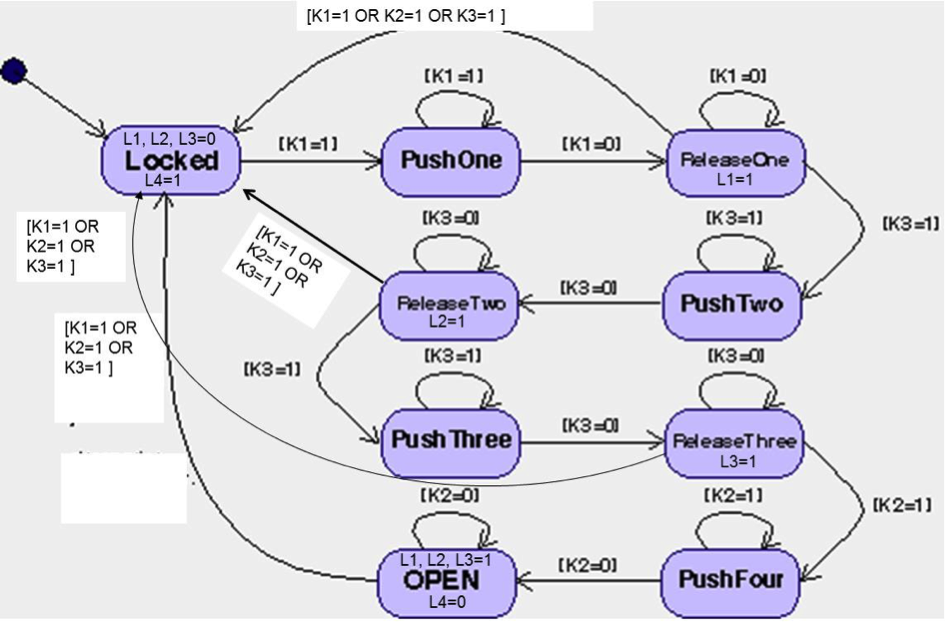 [K1=1 OR K2=1 OR K3=1 ]
[K1=1]
[K1=0]
L1, L2, L3=0
Locked
L4=1
[K1=1]
PushOne
[K1=0]
ReleaseOne
L1=1
[K1=1 OR
K2=1 OR
K3=1 ]
[K1=1 OR
K2=1 OR
K3=1 ]
[K3=0]
[K3=1]
[K3=1]
ReleaseTwo
L2=1
[K3=0]
PushTwo
[K1=1 OR
K2=1 OR
K3=1 ]
[K3=1]
[K3=1]
[K3=0]
PushThree
[K3=0]
ReleaseThree
L3=1
[K2=0]
[K2=1]
[K2=1]
L1, L2, L3=1
OPEN
L4=0
[K2=0]
PushFour